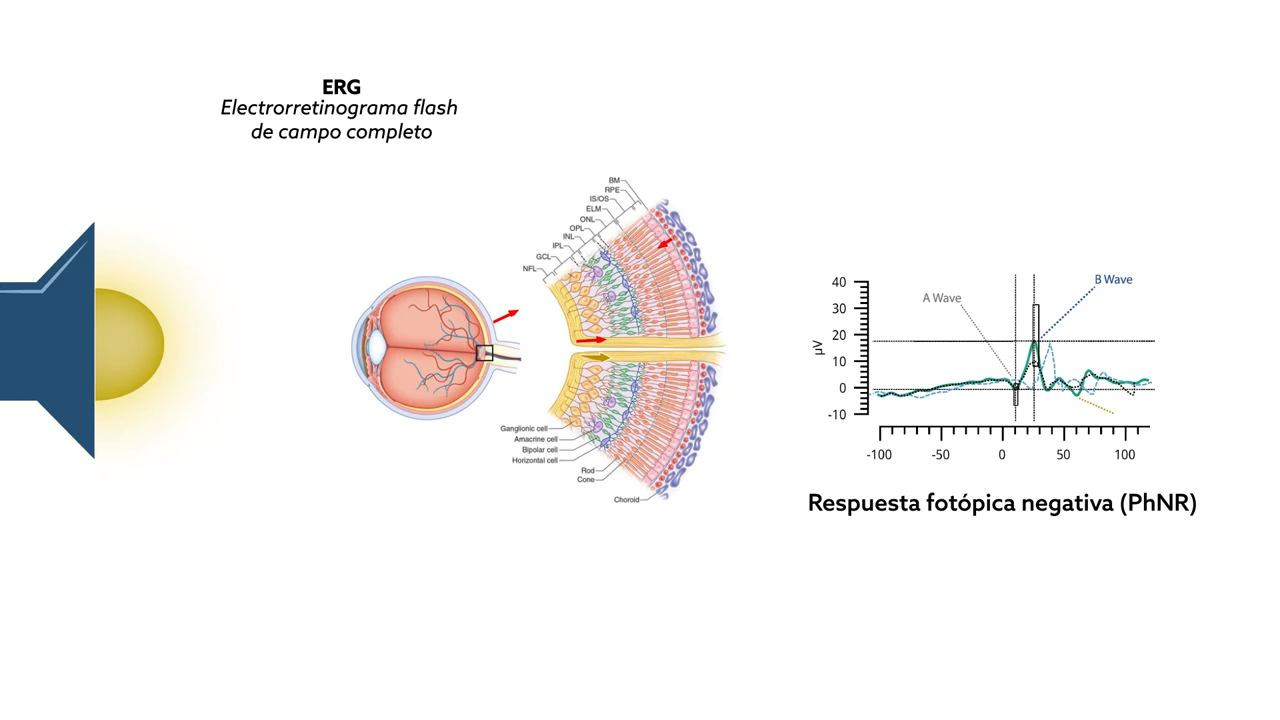 ERG
Electrorretinograma flash
de campo completo
BM
RPE
IS/OS
ELM
ONL
OPL
INL
IPL
GCL
NFL
Ganglionic cell
Amacrine cell
Bipolar cell
Horizontal cell
Rod
Cone
Choroid
A Wave
B Wave
µV
40
30
20
10
0
-10
-100
-50
0
50
100
Respuesta fotópica negativa (PhNR)